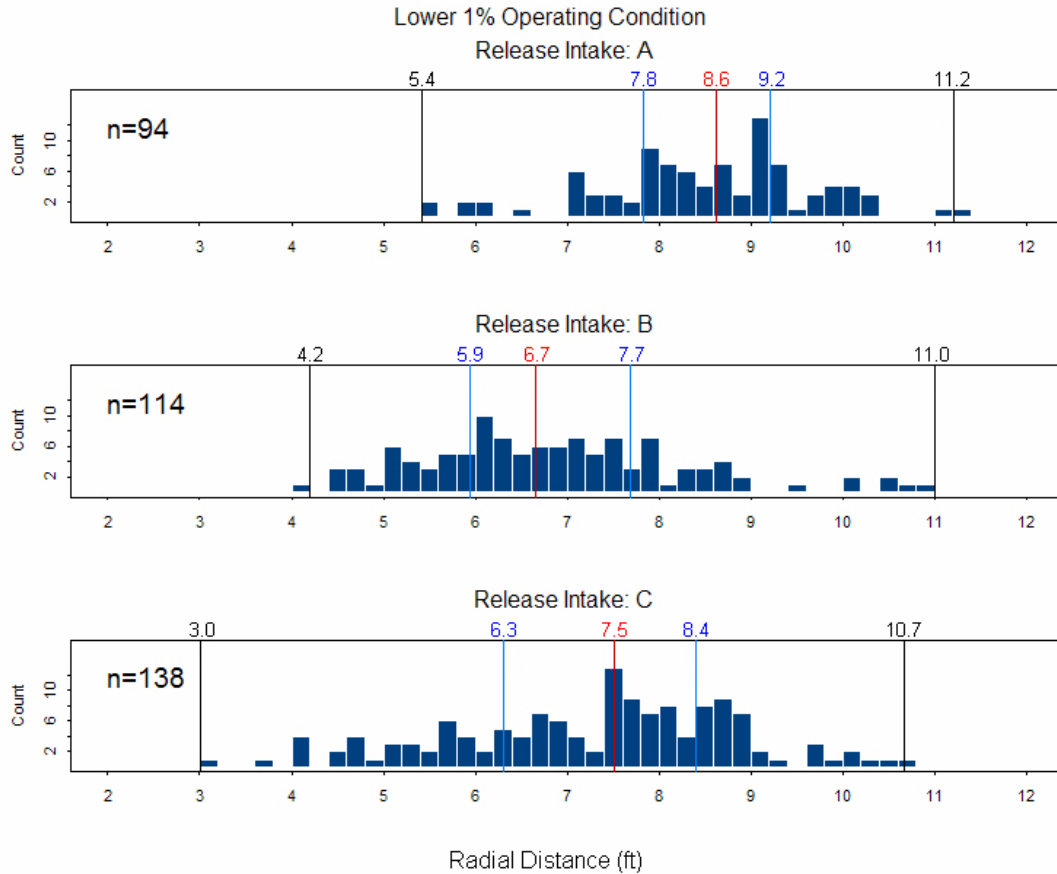 Lower 1% Operating Condition
Release Intake: A
5.4 7.8 8.6 9.2 11.2
n=94
Count
10
6
2
2 3 4 5 6 7 8 9 10 11 12
Release Intake: B
4.2 5.9 6.7 7.7 11.0
n=114
Count
10
6
2
2 3 4 5 6 7 8 9 10 11 12
Release Intake: C
3.0 6.3 7.5 8.4 10.7
n=138
Count
10
6
2
2 3 4 5 6 7 8 9 10 11 12
Radial Distance (ft)